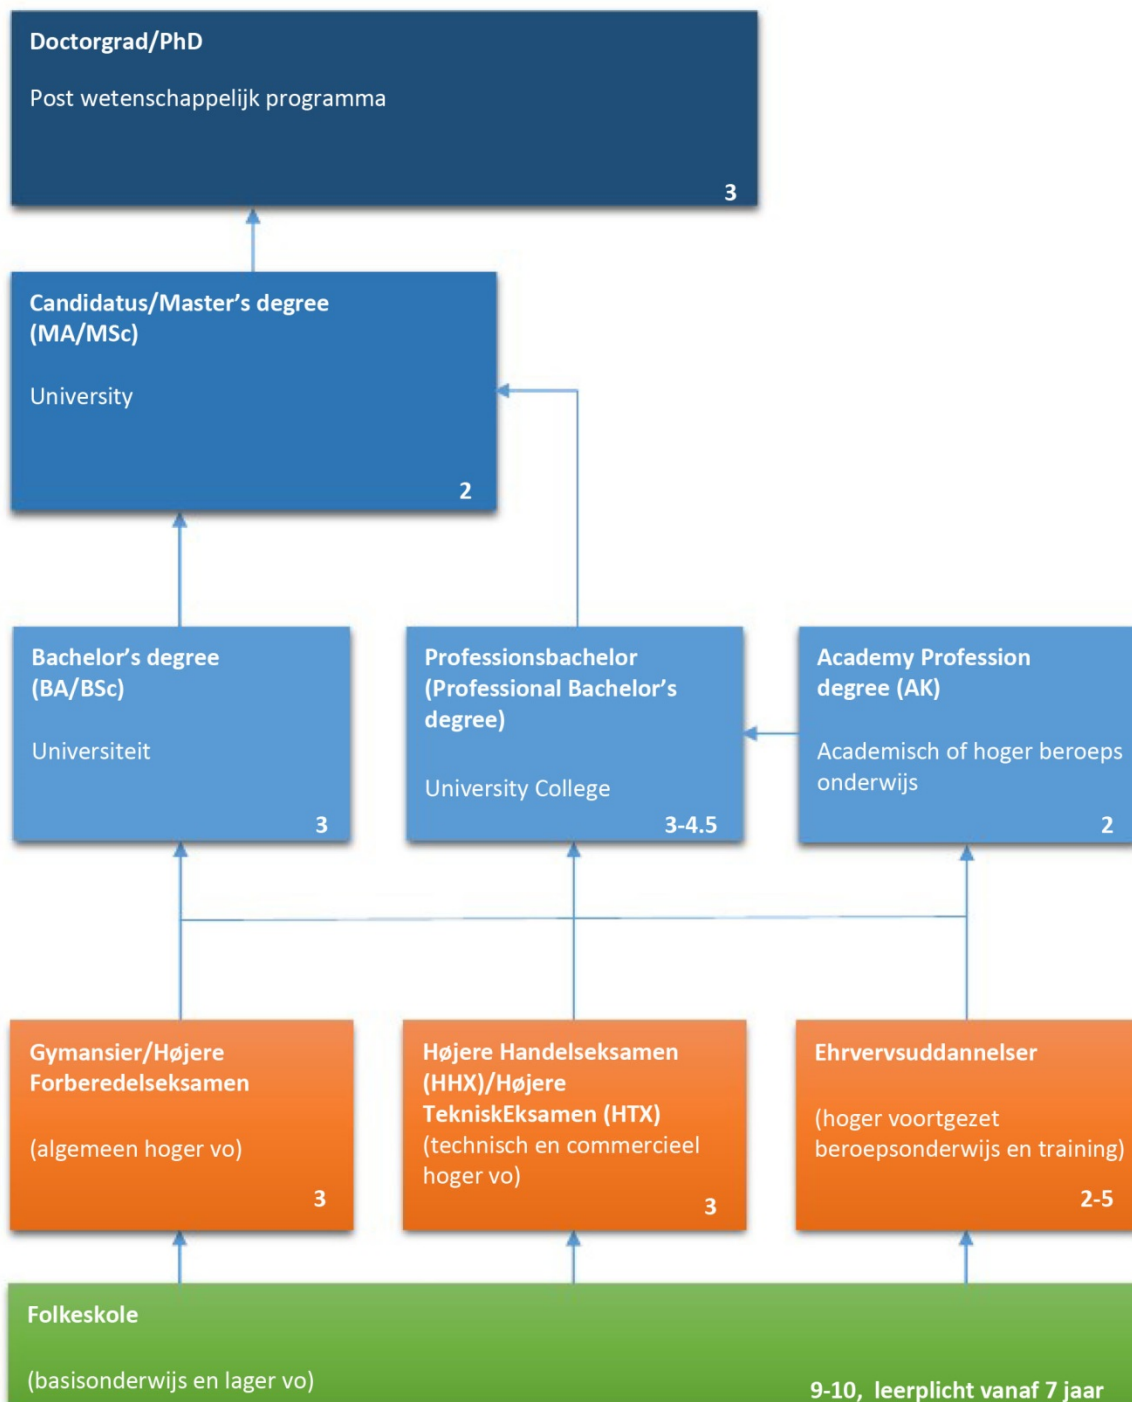 Doctorgrad/PhD
Post wetenschappelijk programma
3
Candidatus/Master's degree
(MA/MSc)
University
2
Bachelor's degree
(BA/BSc)
Universiteit
3
Professionsbachelor
(Professional Bachelor's
degree)
University College
3-4.5
Academy Profession
degree (AK)
Academisch of hoger beroeps
onderwijs
2
Gymansier/Højere
Forberedelseksamen
(algemeen hoger vo)
3
Højere Handelseksamen
(HHX)/Højere
TekniskEksamen (HTX)
(technisch en commercieel
hoger vo)
3
Ehrvervsuddannelser
(hoger voortgezet
beroepsonderwijs en training)
2-5
Folkeskole
(basisonderwijs en lager vo)
9-10, leerplicht vanaf 7 jaar